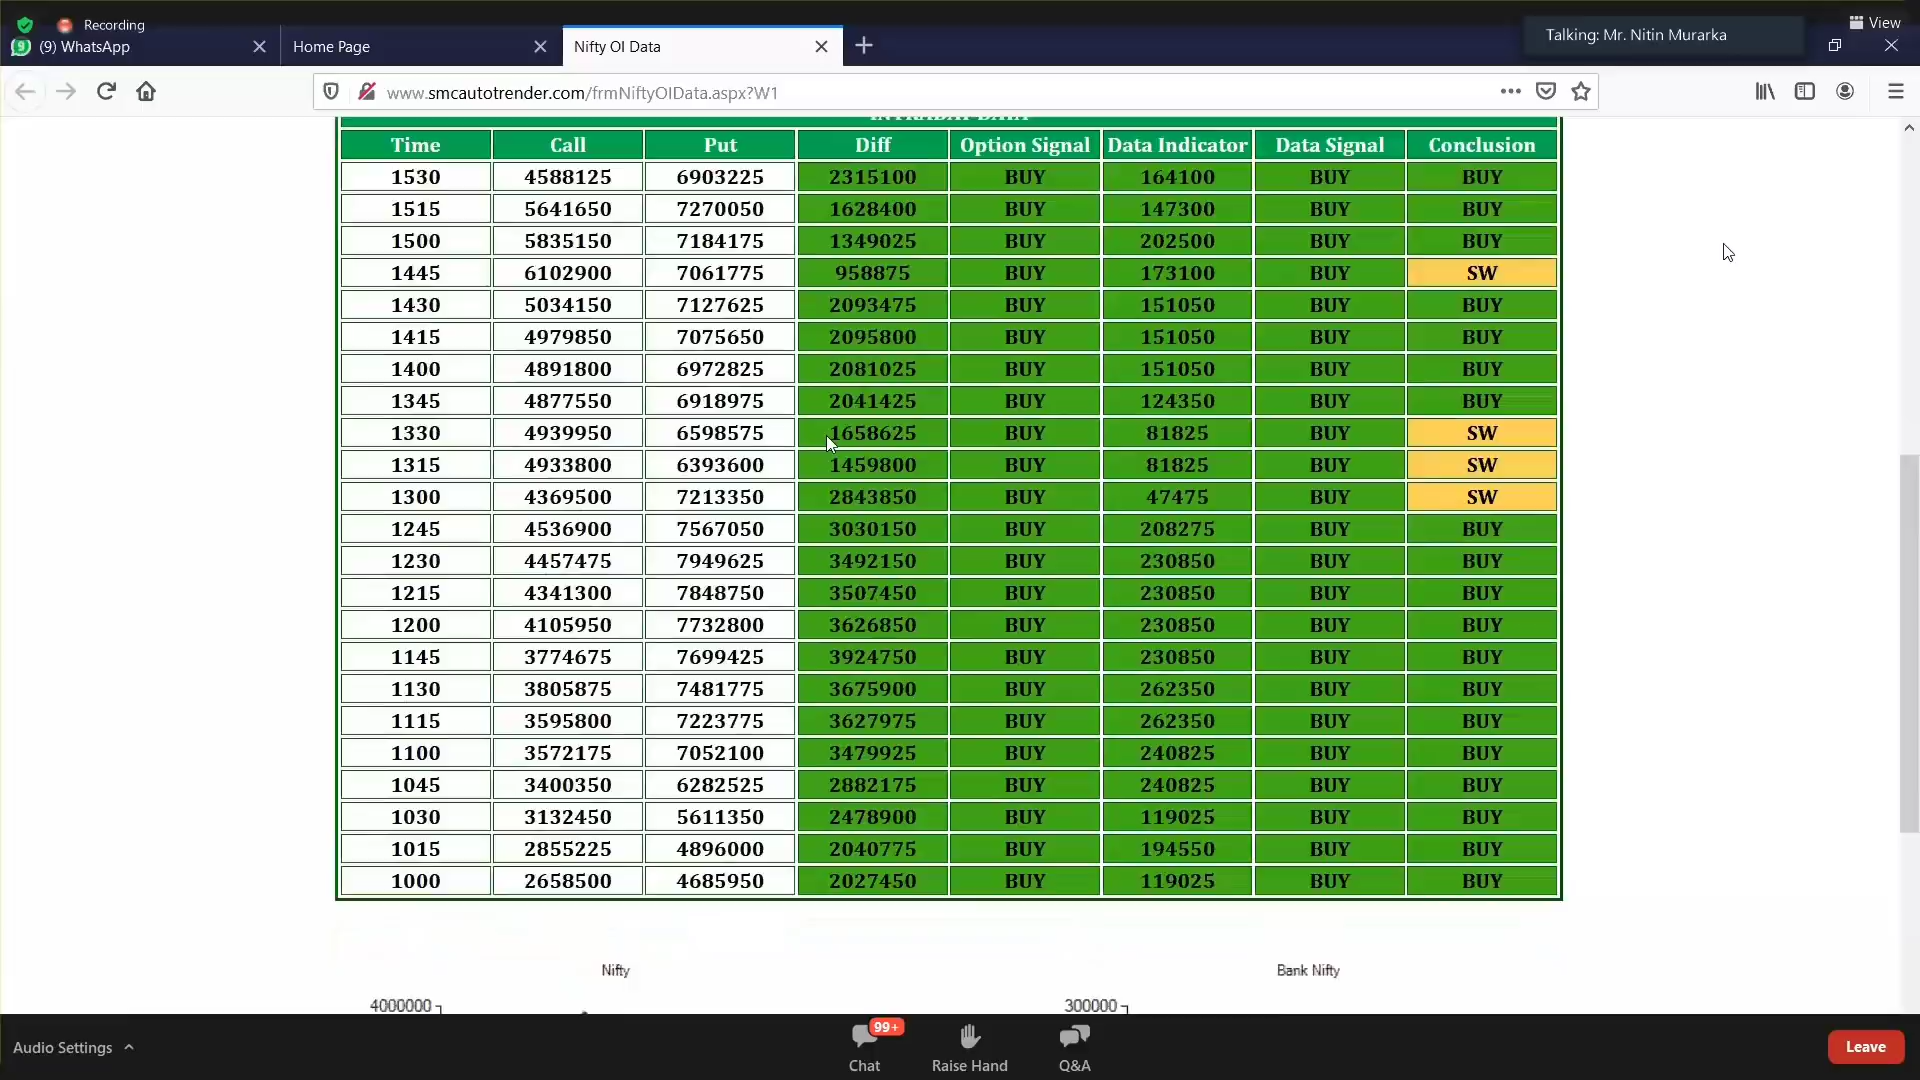 Recording
View
Talking: Mr. Nitin Murarka
(9) WhatsApp
Home Page
Nifty OI Data
www.smcautotrender.com/frmNiftyOIData.aspx?W1
Time Call Put Diff Option Signal Data Indicator Data Signal Conclusion
1530 4588125 6903225 2315100 BUY 164100 BUY BUY
1515 5641650 7270050 1628400 BUY 147300 BUY BUY
1500 5835150 7184175 1349025 BUY 202500 BUY BUY
1445 6102900 7061775 958875 BUY 173100 BUY SW
1430 5034150 7127625 2093475 BUY 151050 BUY BUY
1415 4979850 7075650 2095800 BUY 151050 BUY BUY
1400 4891800 6972825 2081025 BUY 151050 BUY BUY
1345 4877550 6918975 2041425 BUY 124350 BUY BUY
1330 4939950 6598575 1658625 BUY 81825 BUY SW
1315 4933800 6393600 1459800 BUY 81825 BUY SW
1300 4369500 7213350 2843850 BUY 47475 BUY SW
1245 4536900 7567050 3030150 BUY 208275 BUY BUY
1230 4457475 7949625 3492150 BUY 230850 BUY BUY
1215 4341300 7848750 3507450 BUY 230850 BUY BUY
1200 4105950 7732800 3626850 BUY 230850 BUY BUY
1145 3774675 7699425 3924750 BUY 230850 BUY BUY
1130 3805875 7481775 3675900 BUY 262350 BUY BUY
1115 3595800 7223775 3627975 BUY 262350 BUY BUY
1100 3572175 7052100 3479925 BUY 240825 BUY BUY
1045 3400350 6282525 2882175 BUY 240825 BUY BUY
1030 3132450 5611350 2478900 BUY 119025 BUY BUY
1015 2855225 4896000 2040775 BUY 194550 BUY BUY
1000 2658500 4685950 2027450 BUY 119025 BUY BUY
Nifty
Bank Nifty
4000000
300000
Audio Settings
99+
Chat
Raise Hand
Q&A
Leave